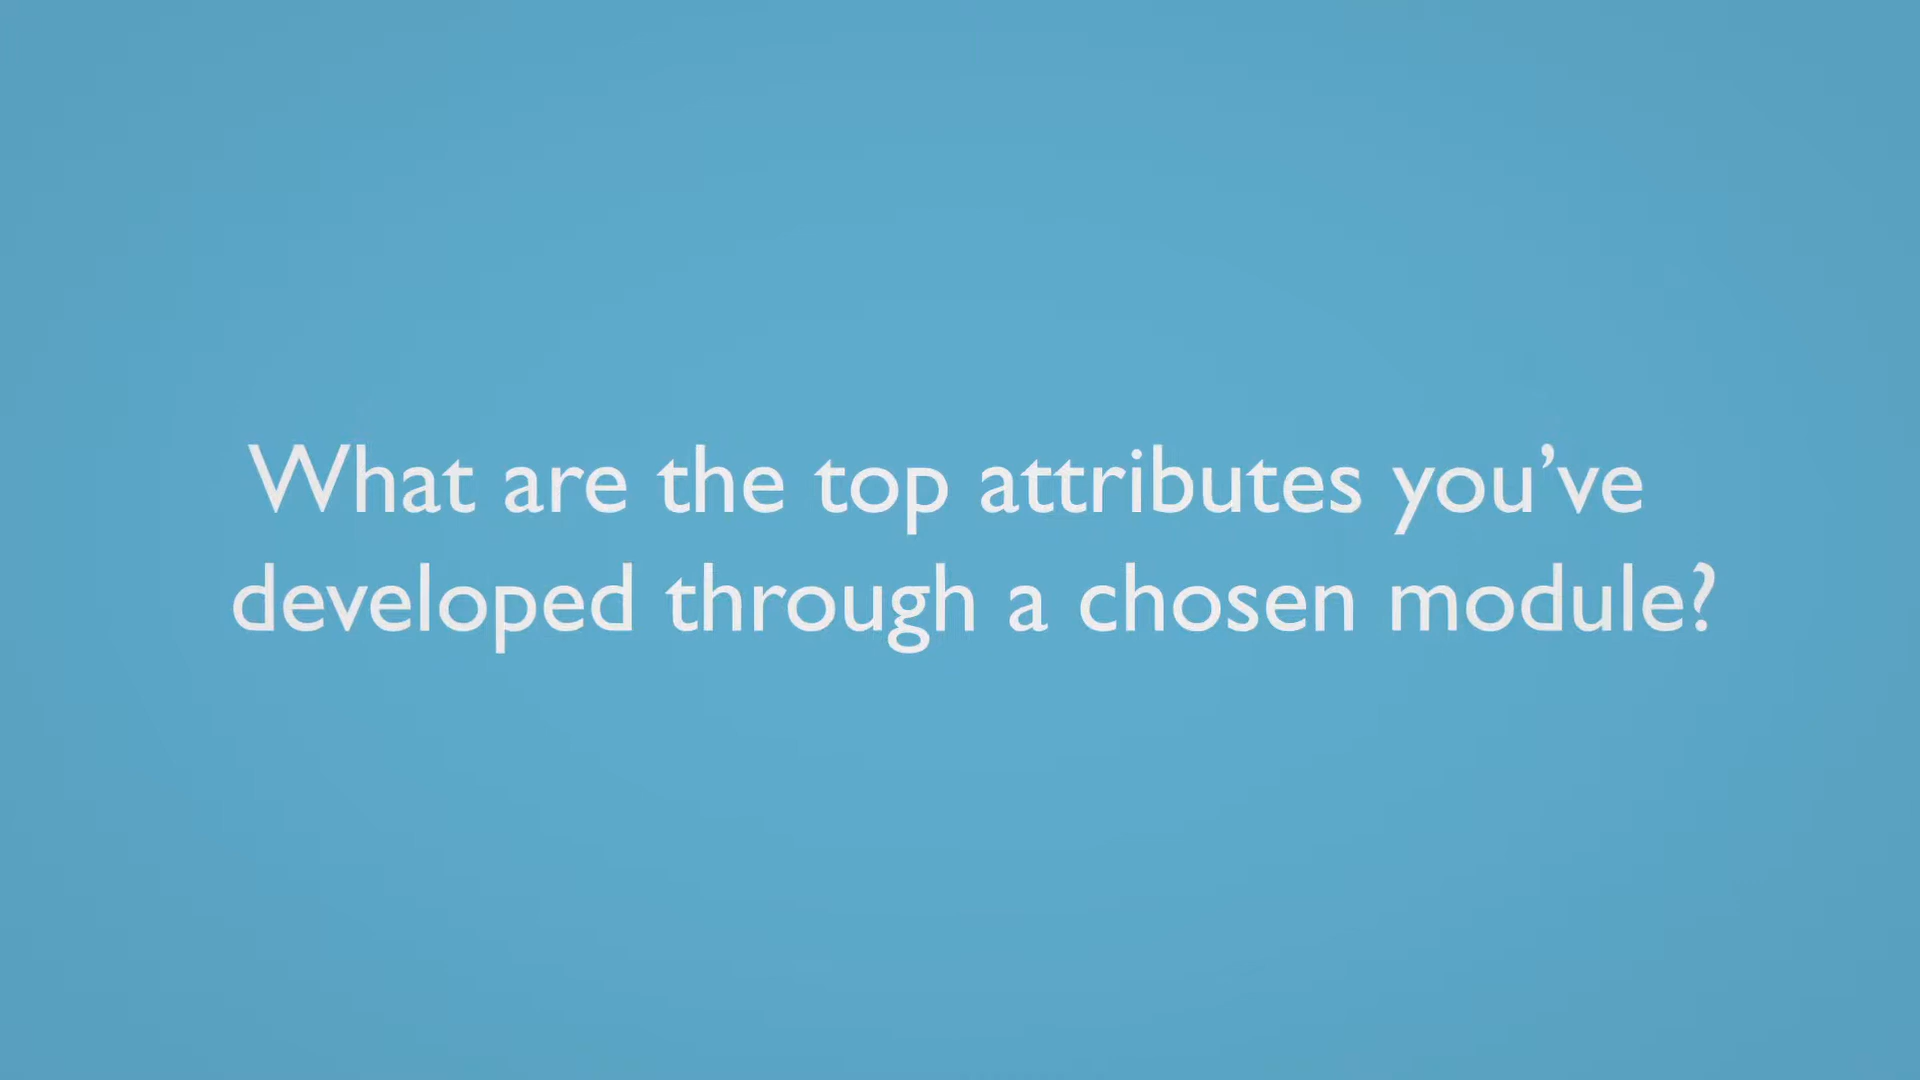 What are the top attributes you’ve
developed through a chosen module?